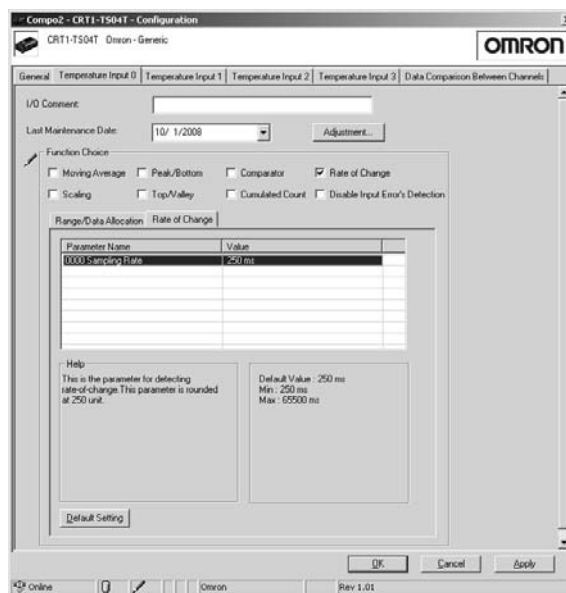 Compo2 - CRT1-TS04T - Configuration
CRT1-TS04T Omron - Generic
OMRON
General Temperature Input 0 Temperature Input 1 Temperature Input 2 Temperature Input 3 Data Comparison Between Channels
I/O Comment:
Last Maintenance Date: 10/ 1/2008 Adjustment...
Function Choice
Moving Average Peak/Bottom Comparator Rate of Change
Scaling Top/Valley Cumulated Count Disable Input Error's Detection
Range/Data Allocation Rate of Change
Parameter Name Value
0000 Sampling Rate 250 ms
Help
This is the parameter for detecting
rate-of-change.This parameter is rounded
at 250 unit.
Default Value : 250 ms
Min : 250 ms
Max : 65500 ms
Default Setting
OK Cancel Apply
Online Omron Rev 1.01